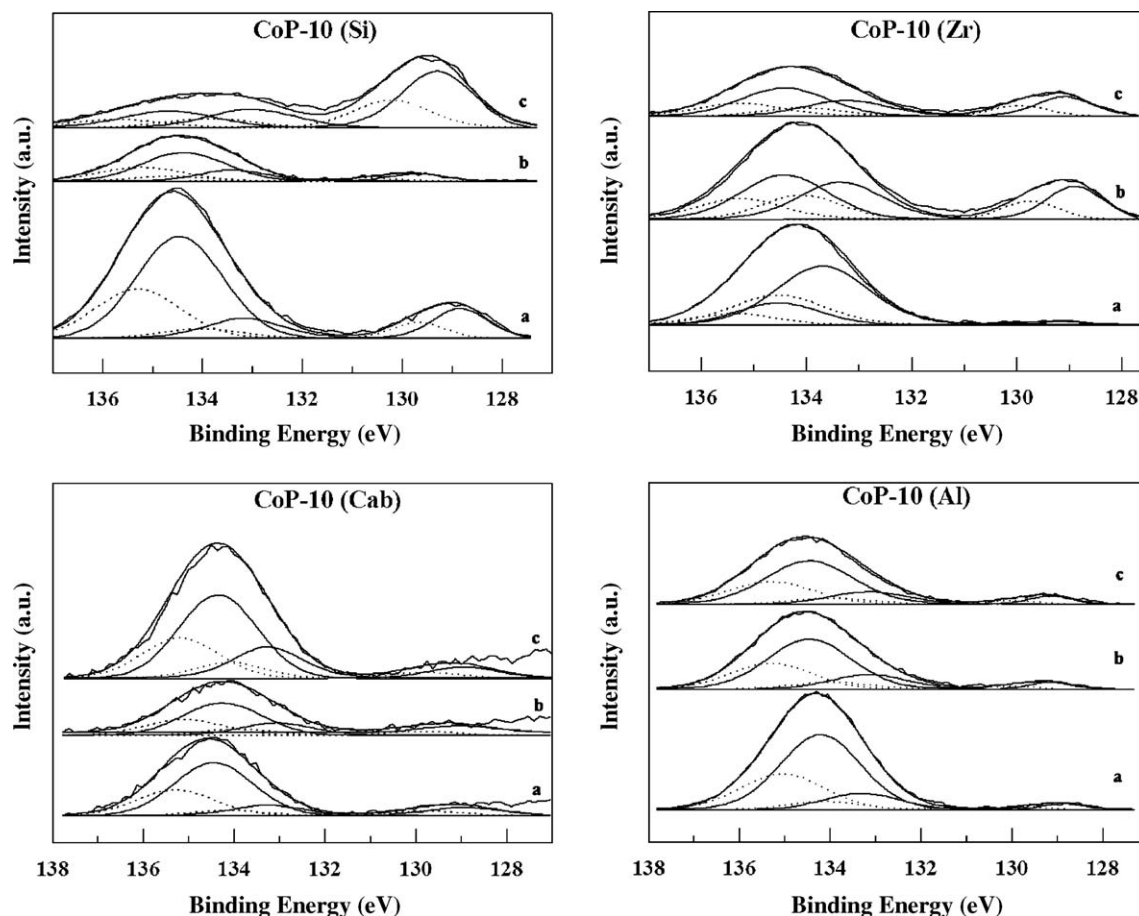 CoP-10 (Si)
c
b
a
Intensity (a.u.)
136 134 132 130 128
Binding Energy (eV)
CoP-10 (Zr)
c
b
a
Intensity (a.u.)
136 134 132 130 128
Binding Energy (eV)
CoP-10 (Cab)
c
b
a
Intensity (a.u.)
138 136 134 132 130 128
Binding Energy (eV)
CoP-10 (Al)
c
b
a
Intensity (a.u.)
138 136 134 132 130 128
Binding Energy (eV)